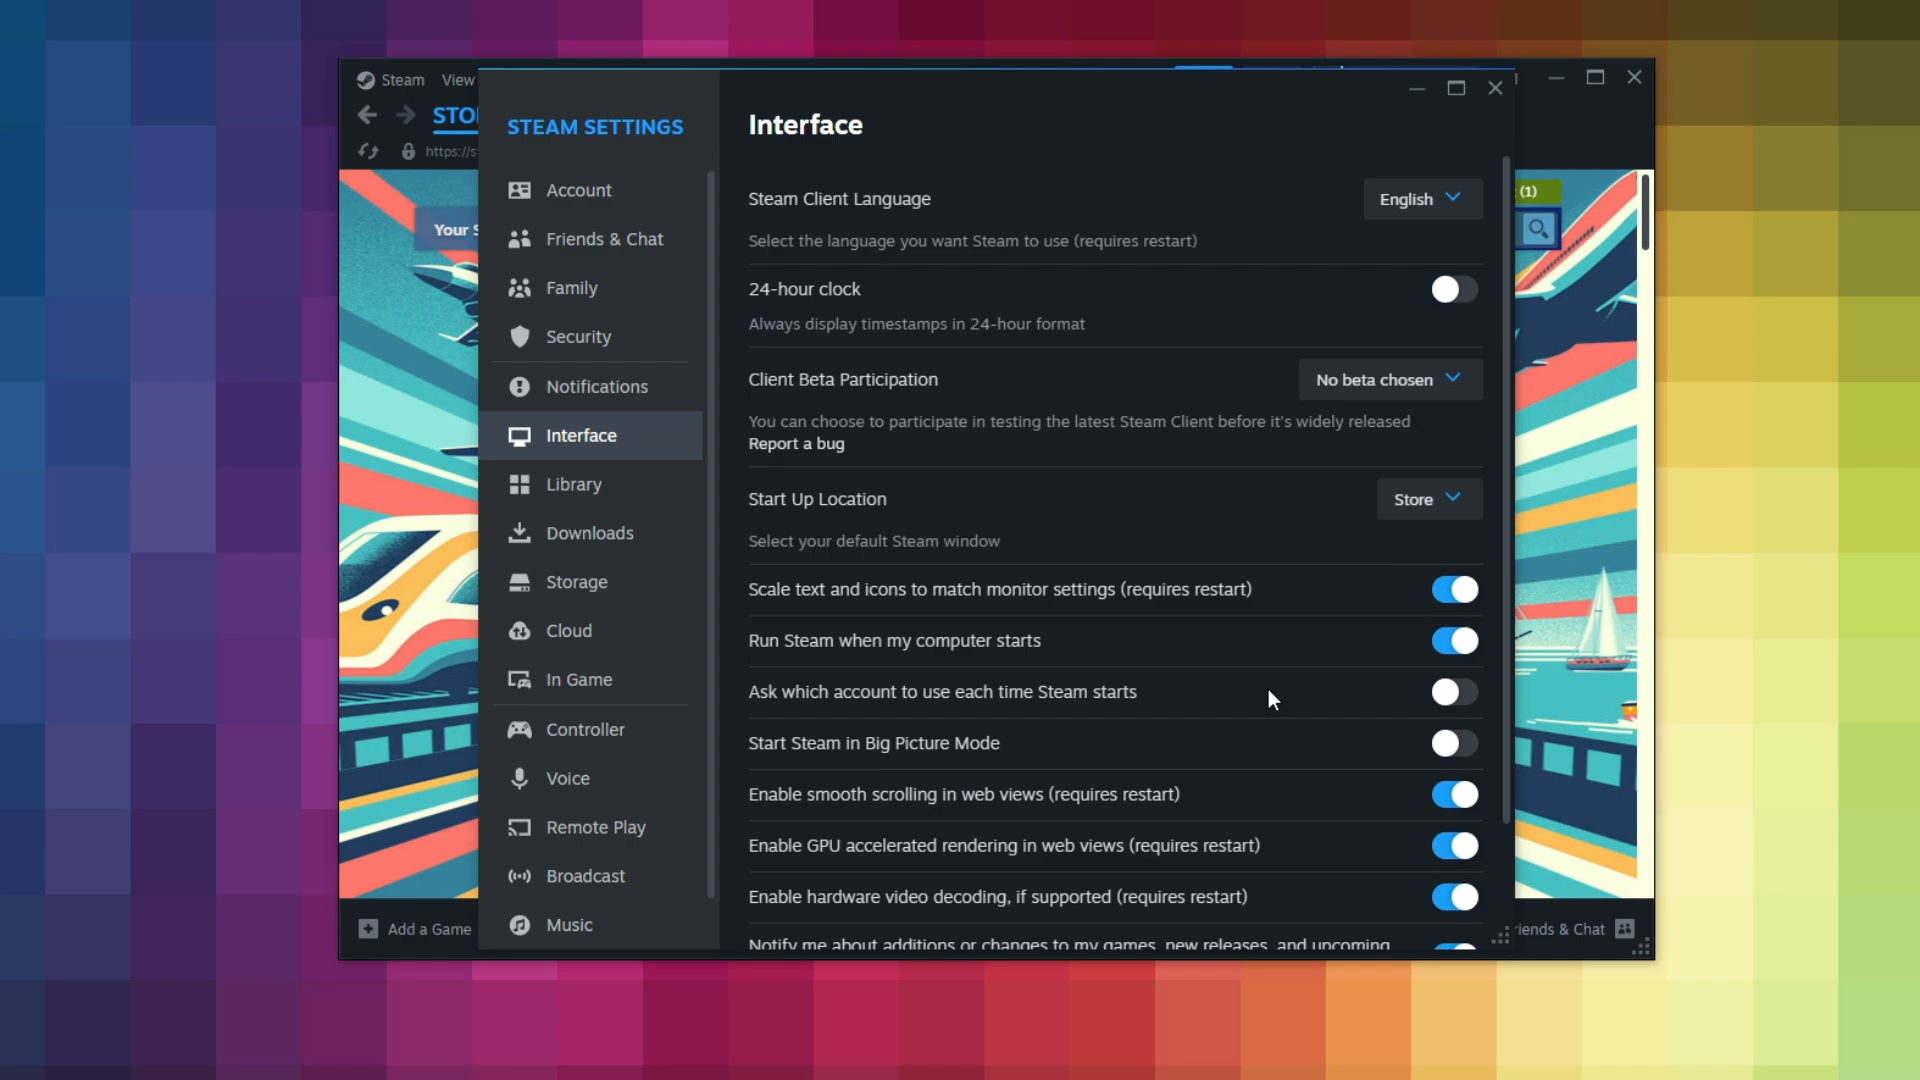 Steam View
STEAM SETTINGS
Interface
https://s
Your S
(1)
Account
Friends & Chat
Family
Security
Notifications
Interface
Library
Downloads
Storage
Cloud
In Game
Controller
Voice
Remote Play
Broadcast
Music
Steam Client Language
English
Select the language you want Steam to use (requires restart)
24-hour clock
Always display timestamps in 24-hour format
Client Beta Participation
No beta chosen
You can choose to participate in testing the latest Steam Client before it's widely released
Report a bug
Start Up Location
Store
Select your default Steam window
Scale text and icons to match monitor settings (requires restart)
Run Steam when my computer starts
Ask which account to use each time Steam starts
Start Steam in Big Picture Mode
Enable smooth scrolling in web views (requires restart)
Enable GPU accelerated rendering in web views (requires restart)
Enable hardware video decoding, if supported (requires restart)
Notify me about additions or changes to my games, new releases, and upcoming
Add a Game
riends & Chat